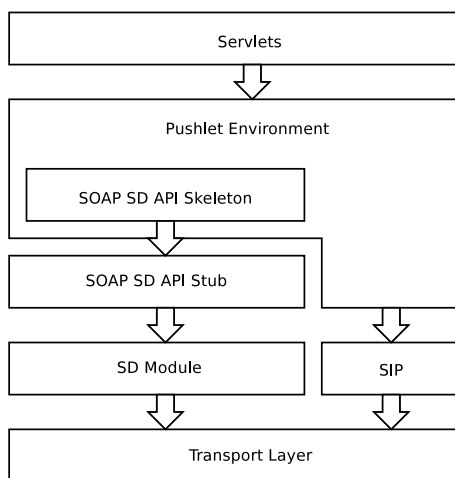 Servlets
Pushlet Environment
SOAP SD API Skeleton
SOAP SD API Stub
SD Module
SIP
Transport Layer